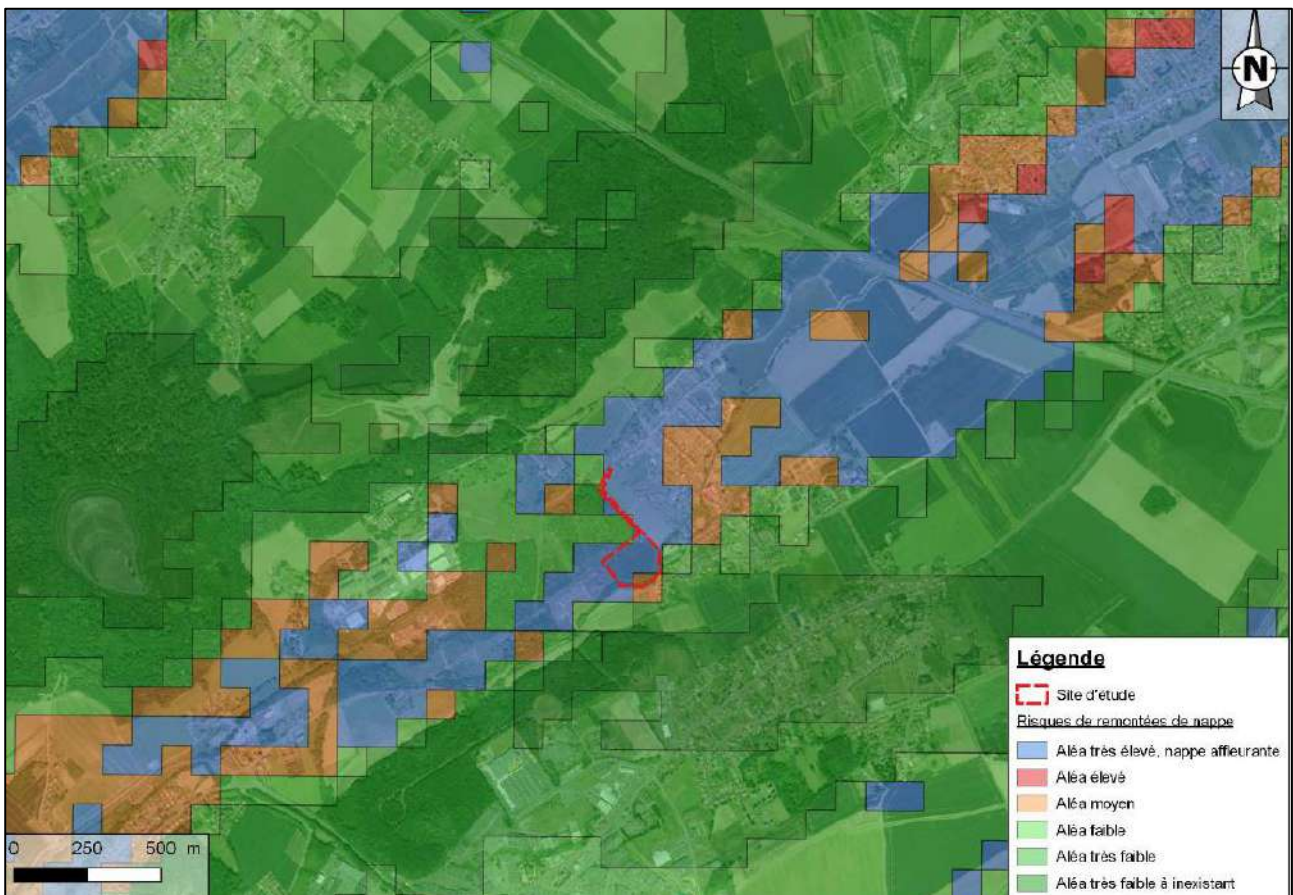 N
Légende
Site d'étude
Risques de remontées de nappe
Aléa très élevé, nappe affleurante
Aléa élevé
Aléa moyen
Aléa faible
Aléa très faible
Aléa très faible à inexistant
0 250 500 m